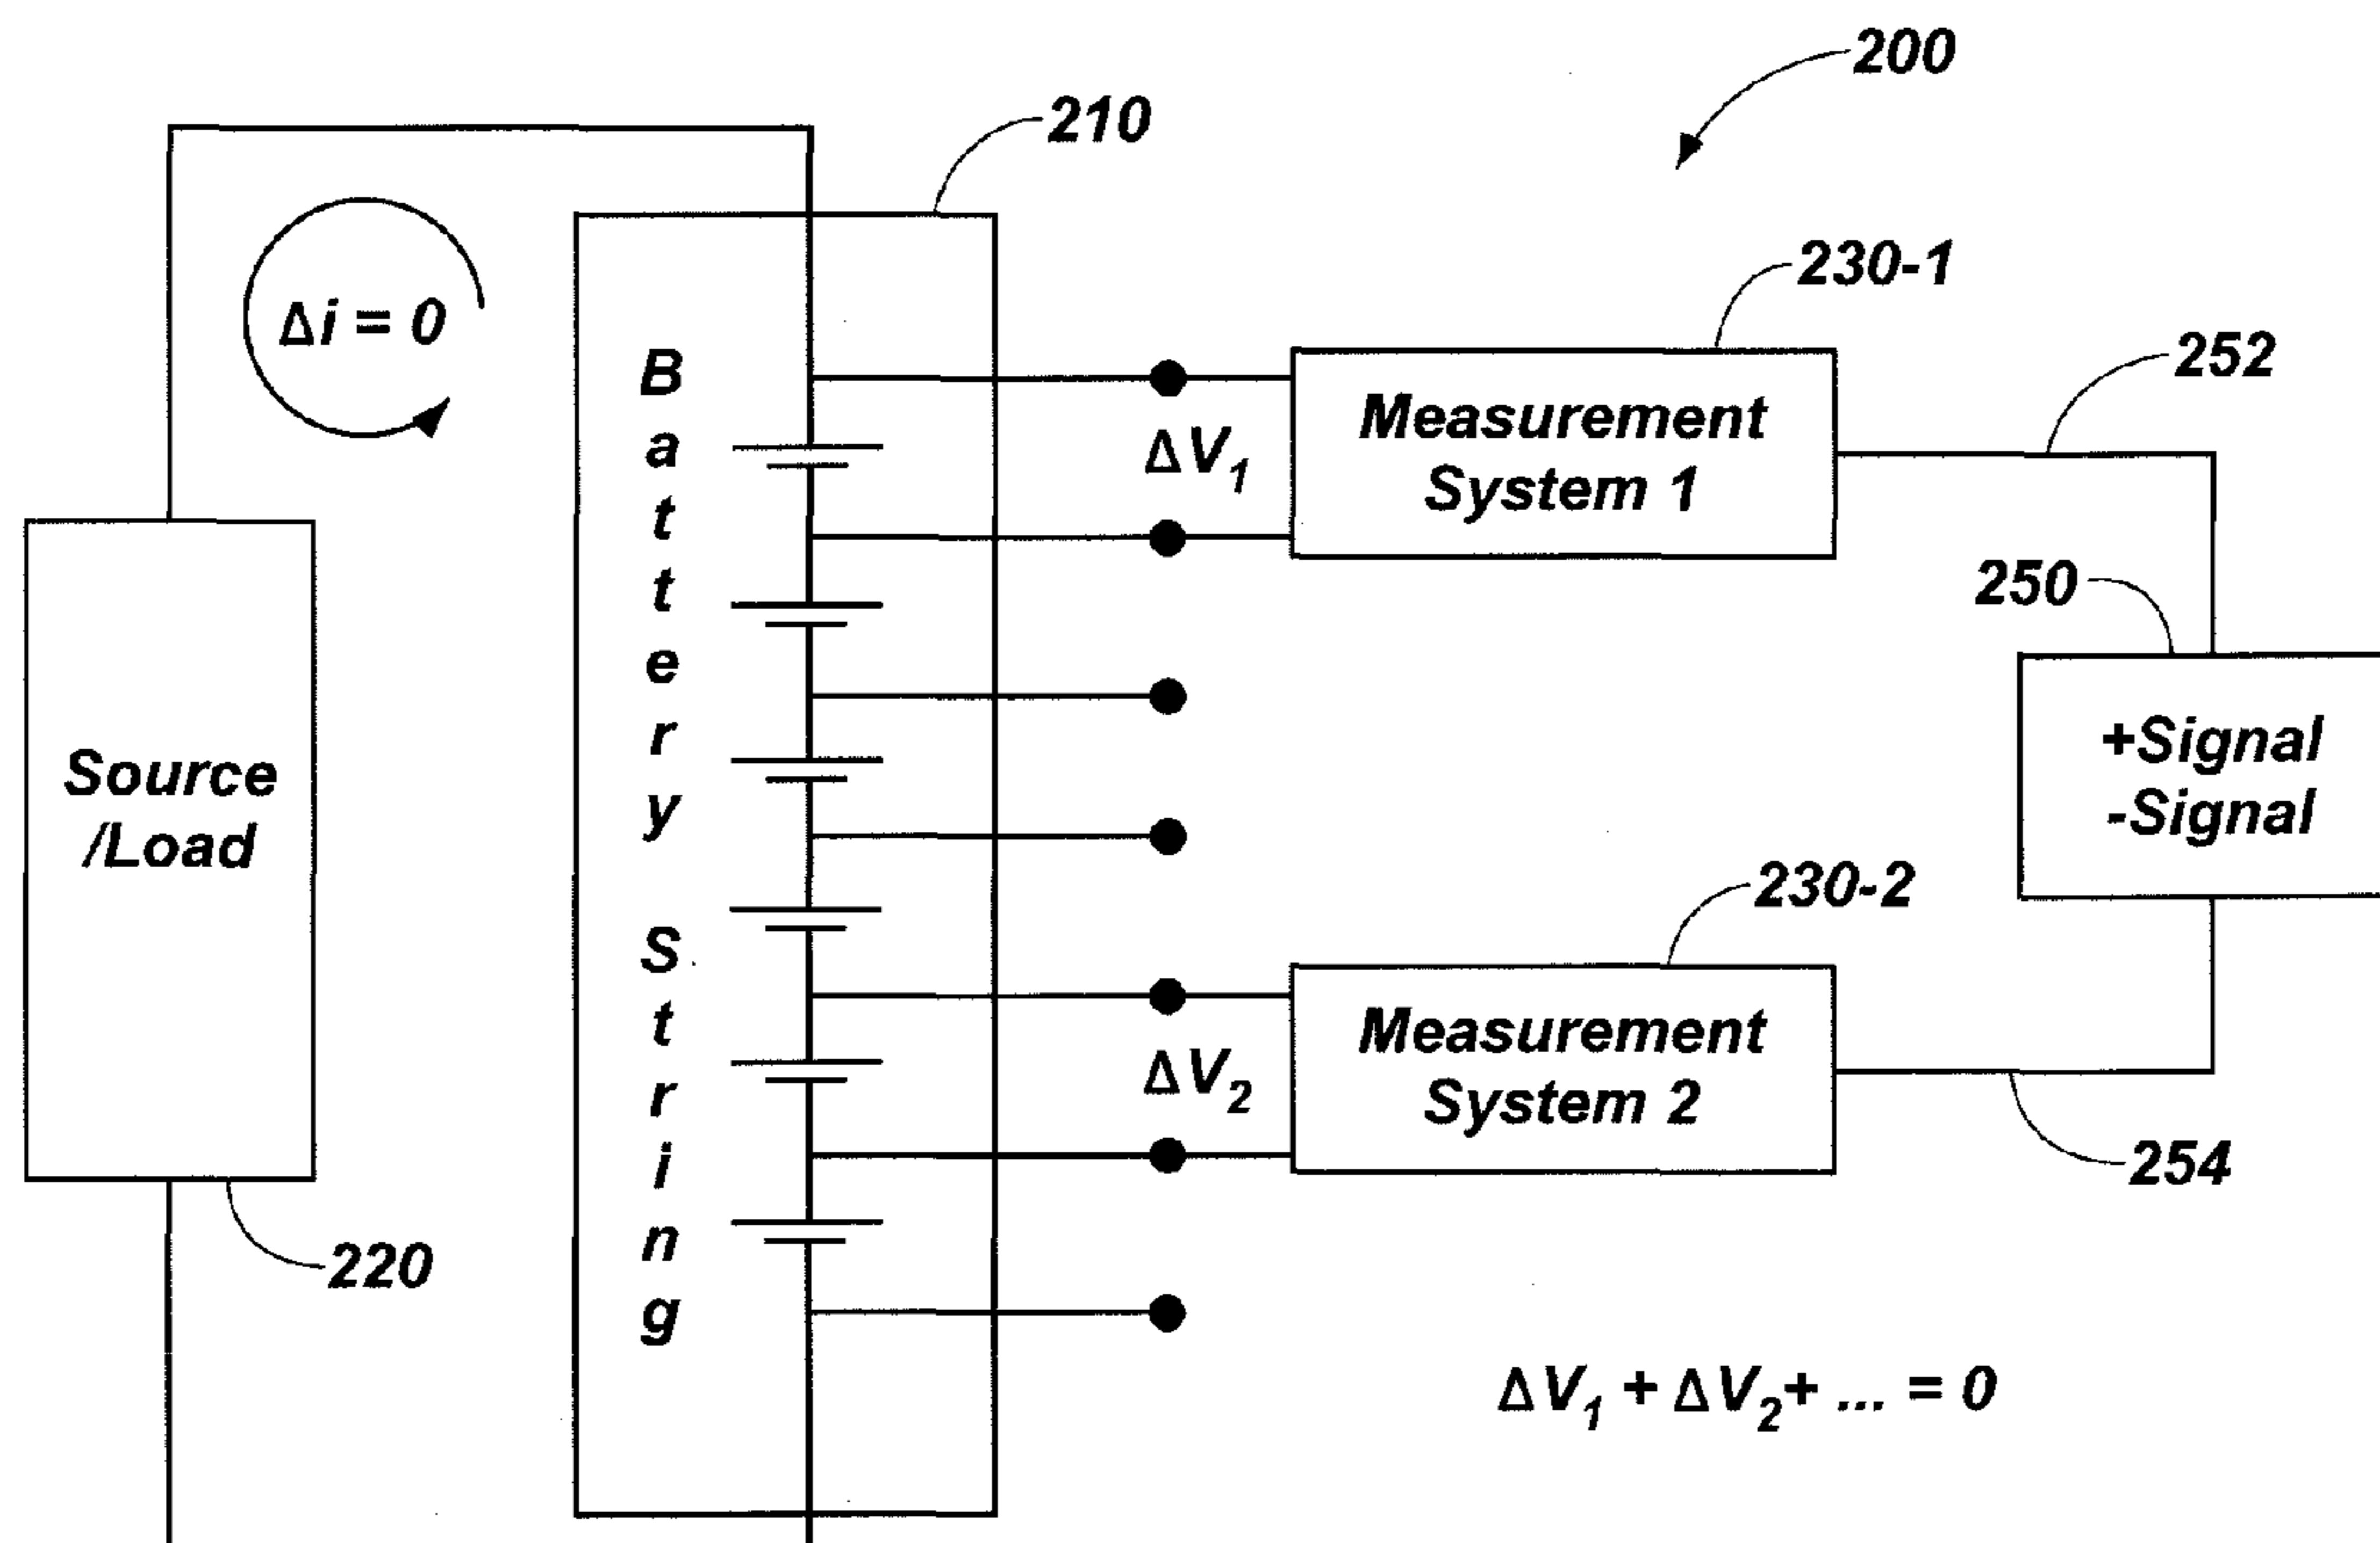 200
210
230-1
Δi = 0
252
Battery String
Measurement
System 1
ΔV₁
250
+Signal
-Signal
Source
/Load
230-2
Measurement
System 2
ΔV₂
254
220
ΔV₁ + ΔV₂+ ... = 0